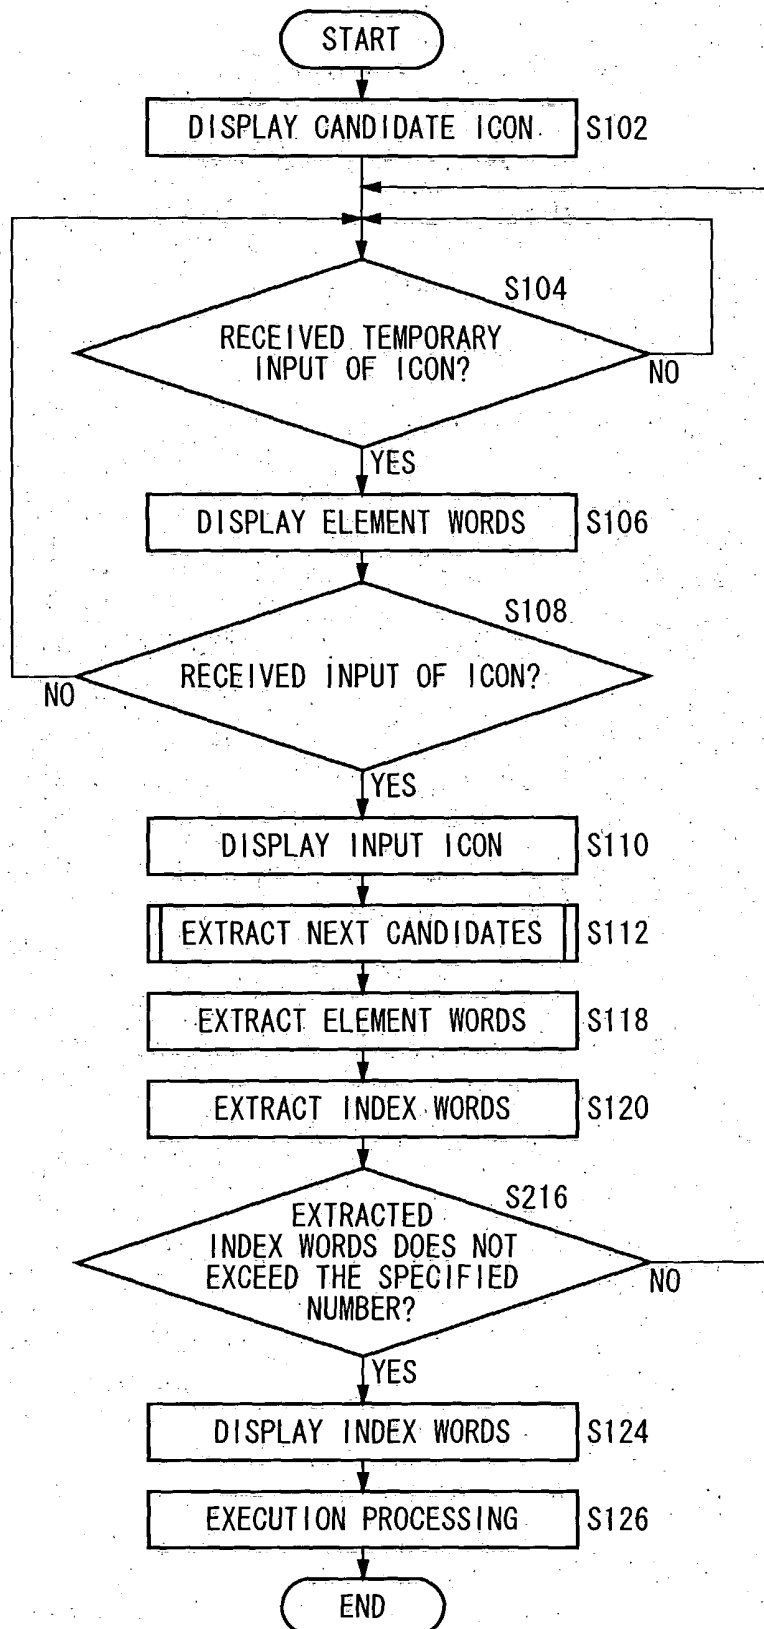 START
DISPLAY CANDIDATE ICON S102
S104
RECEIVED TEMPORARY
INPUT OF ICON?
NO
YES
DISPLAY ELEMENT WORDS S106
S108
RECEIVED INPUT OF ICON?
NO
YES
DISPLAY INPUT ICON S110
EXTRACT NEXT CANDIDATES S112
EXTRACT ELEMENT WORDS S118
EXTRACT INDEX WORDS S120
S216
EXTRACTED
INDEX WORDS DOES NOT
EXCEED THE SPECIFIED
NUMBER?
NO
YES
DISPLAY INDEX WORDS S124
EXECUTION PROCESSING S126
END